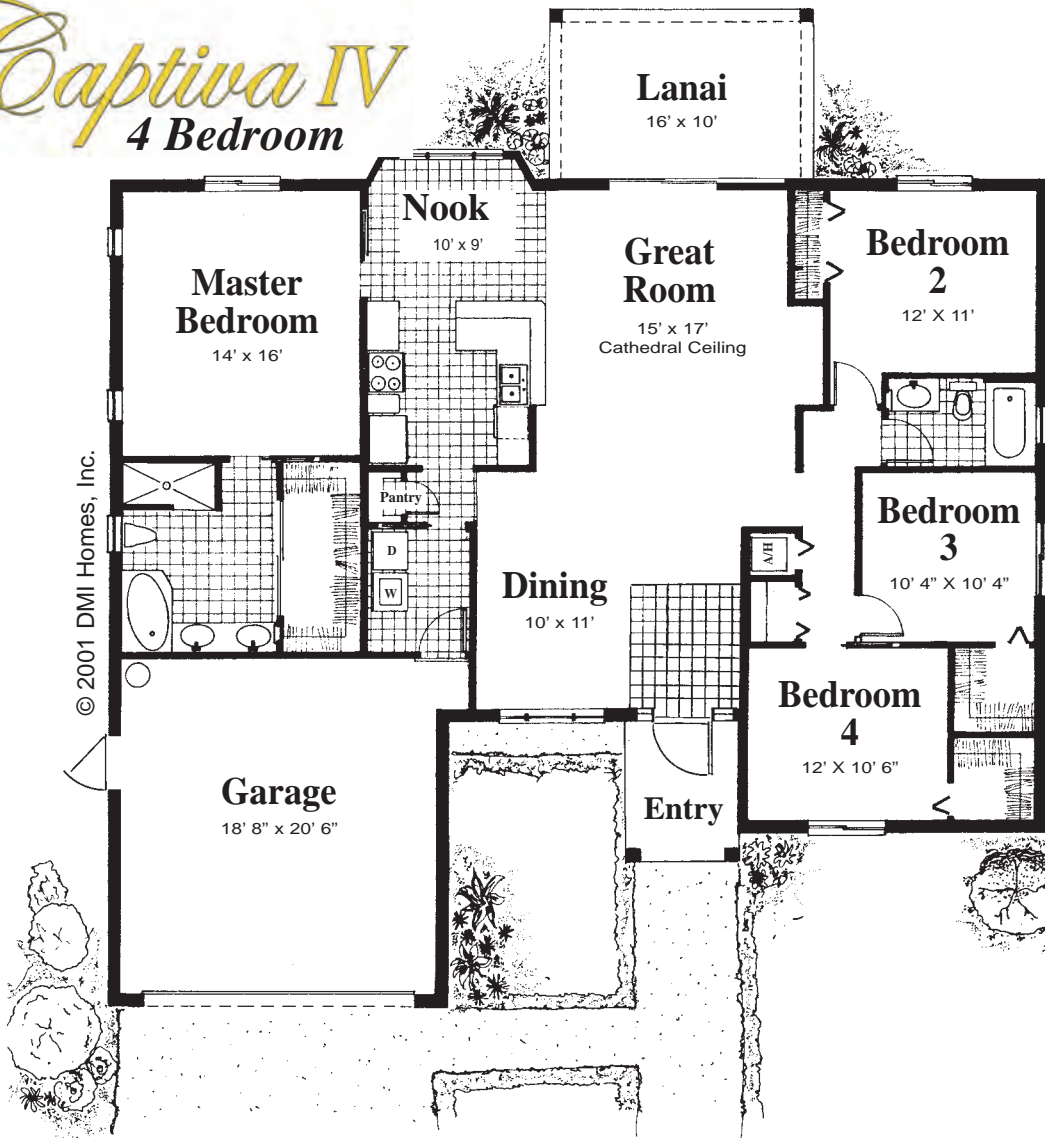 Captiva IV
4 Bedroom
Lanai
16’ x 10’
Nook
10’ x 9’
Great
Room
15’ x 17’
Cathedral Ceiling
Bedroom
2
12’ X 11’
Master
Bedroom
14’ x 16’
Pantry
D
W
A/H
Bedroom
3
10’ 4” X 10’ 4”
Dining
10’ x 11’
Bedroom
4
12’ X 10’ 6”
Garage
18’ 8” x 20’ 6”
Entry
© 2001 DMI Homes, Inc.